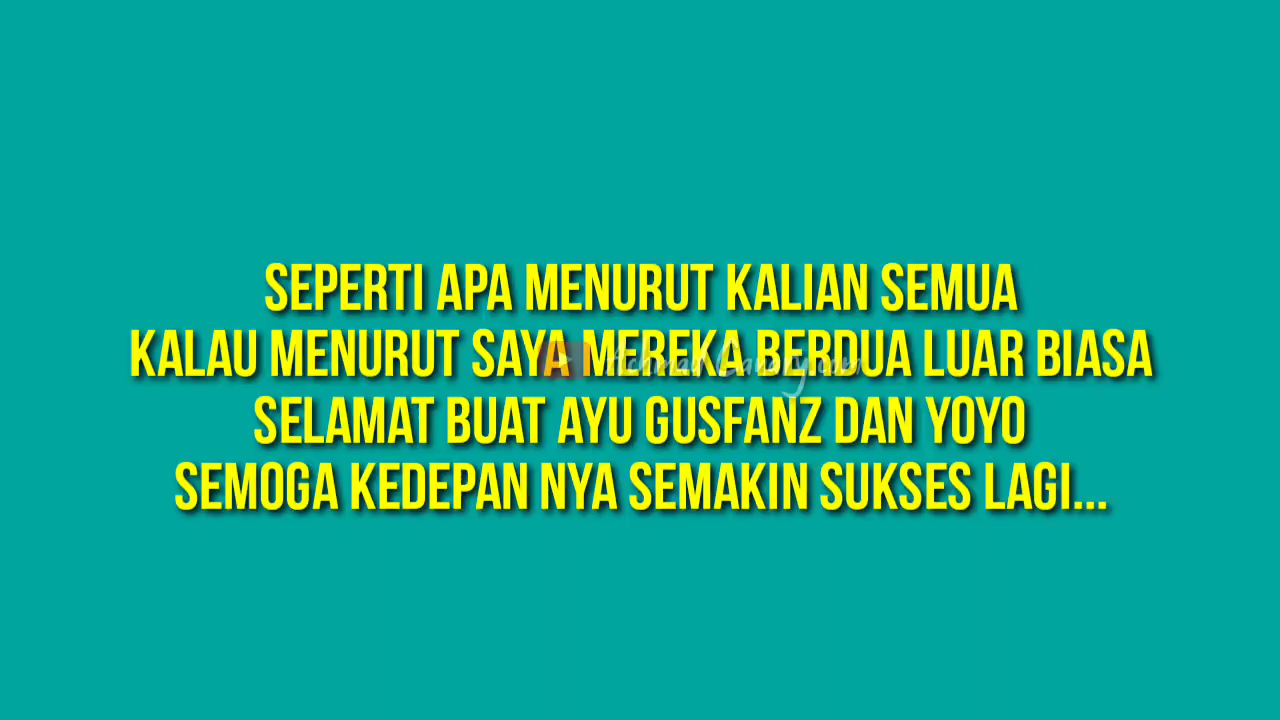 SEPERTI APA MENURUT KALIAN SEMUA
KALAU MENURUT SAYA MEREKA BERDUA LUAR BIASA
SELAMAT BUAT AYU GUSFANZ DAN YOYO
SEMOGA KEDEPAN NYA SEMAKIN SUKSES LAGI...